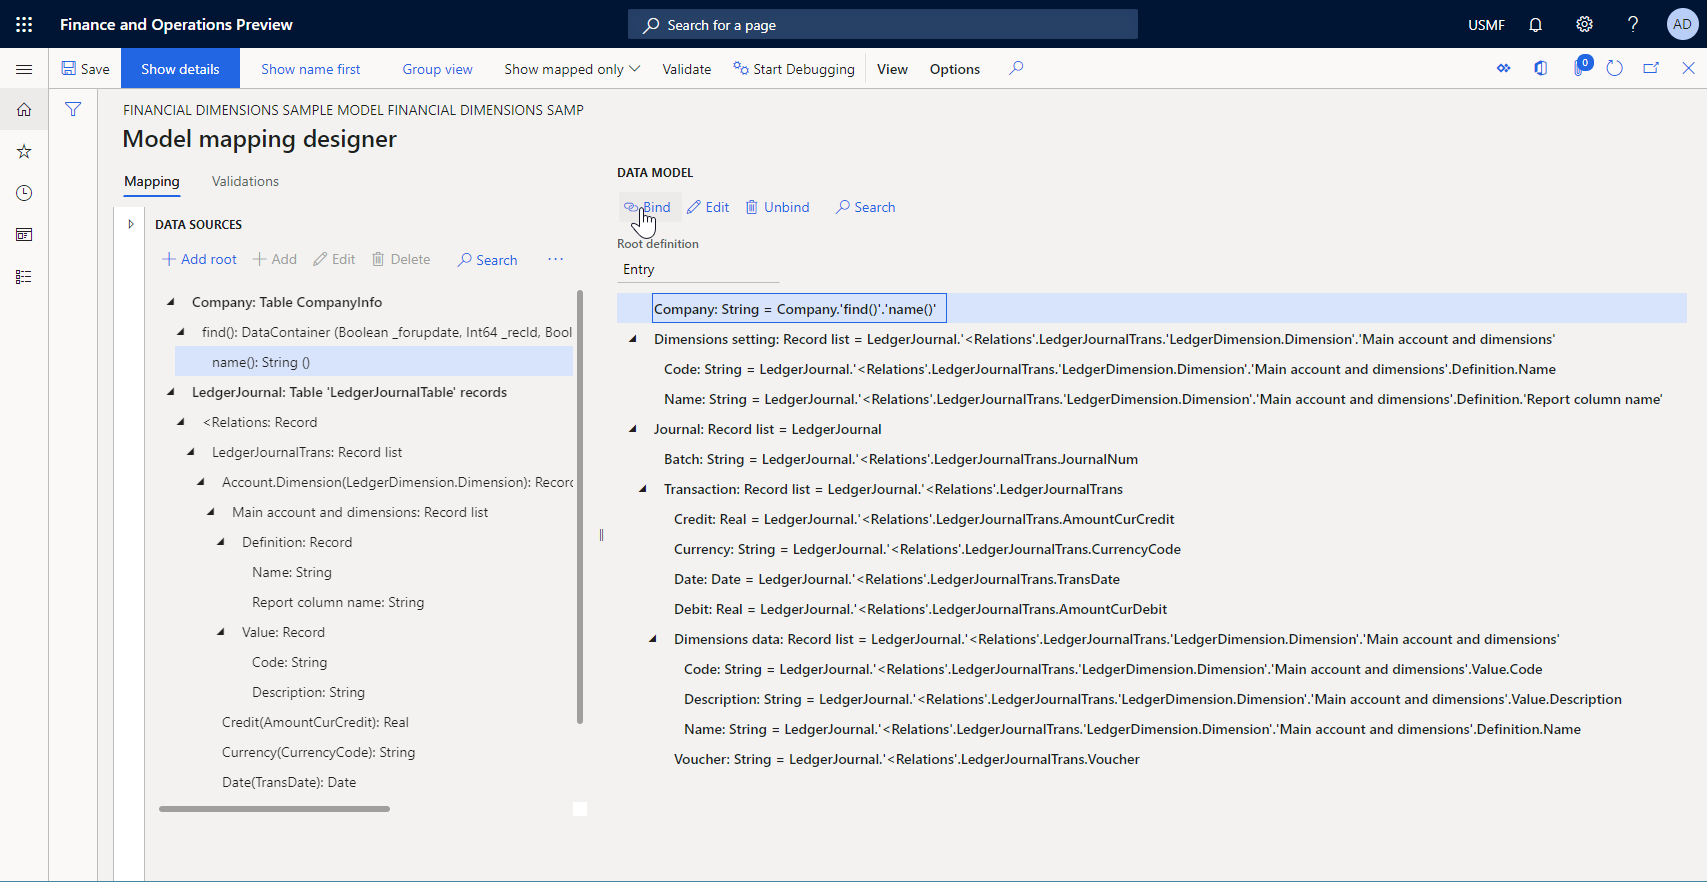 Finance and Operations Preview
Search for a page
USMF
AD
Save
Show details
Show name first
Group view
Show mapped only
Validate
Start Debugging
View
Options
0
FINANCIAL DIMENSIONS SAMPLE MODEL FINANCIAL DIMENSIONS SAMP
Model mapping designer
Mapping
Validations
DATA SOURCES
Add root
Add
Edit
Delete
Search
...
Company: Table CompanyInfo
find(): DataContainer (Boolean _forupdate, Int64 _recId, Bool
name(): String ()
LedgerJournal: Table 'LedgerJournalTable' records
<Relations: Record
LedgerJournalTrans: Record list
Account.Dimension(LedgerDimension.Dimension): Record
Main account and dimensions: Record list
Definition: Record
Name: String
Report column name: String
Value: Record
Code: String
Description: String
Credit(AmountCurCredit): Real
Currency(CurrencyCode): String
Date(TransDate): Date
DATA MODEL
Bind
Edit
Unbind
Search
Root definition
Entry
Company: String = Company.'find()'.'name()'
Dimensions setting: Record list = LedgerJournal.'<Relations'.LedgerJournalTrans.'LedgerDimension.Dimension'.'Main account and dimensions'
Code: String = LedgerJournal.'<Relations'.LedgerJournalTrans.'LedgerDimension.Dimension'.'Main account and dimensions'.Definition.Name
Name: String = LedgerJournal.'<Relations'.LedgerJournalTrans.'LedgerDimension.Dimension'.'Main account and dimensions'.Definition.'Report column name'
Journal: Record list = LedgerJournal
Batch: String = LedgerJournal.'<Relations'.LedgerJournalTrans.JournalNum
Transaction: Record list = LedgerJournal.'<Relations'.LedgerJournalTrans
Credit: Real = LedgerJournal.'<Relations'.LedgerJournalTrans.AmountCurCredit
Currency: String = LedgerJournal.'<Relations'.LedgerJournalTrans.CurrencyCode
Date: Date = LedgerJournal.'<Relations'.LedgerJournalTrans.TransDate
Debit: Real = LedgerJournal.'<Relations'.LedgerJournalTrans.AmountCurDebit
Dimensions data: Record list = LedgerJournal.'<Relations'.LedgerJournalTrans.'LedgerDimension.Dimension'.'Main account and dimensions'
Code: String = LedgerJournal.'<Relations'.LedgerJournalTrans.'LedgerDimension.Dimension'.'Main account and dimensions'.Value.Code
Description: String = LedgerJournal.'<Relations'.LedgerJournalTrans.'LedgerDimension.Dimension'.'Main account and dimensions'.Value.Description
Name: String = LedgerJournal.'<Relations'.LedgerJournalTrans.'LedgerDimension.Dimension'.'Main account and dimensions'.Definition.Name
Voucher: String = LedgerJournal.'<Relations'.LedgerJournalTrans.Voucher